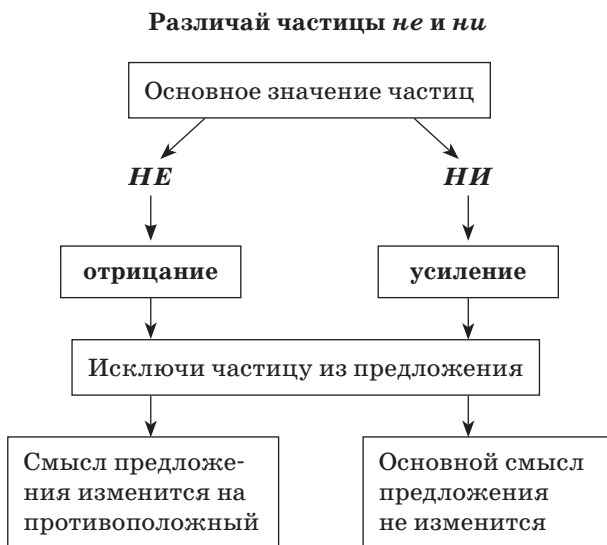 Различай частицы не и ни
Основное значение частиц
НЕ
НИ
отрицание
усиление
Исключи частицу из предложения
Смысл предложе-
ния изменится на
противоположный
Основной смысл
предложения
не изменится